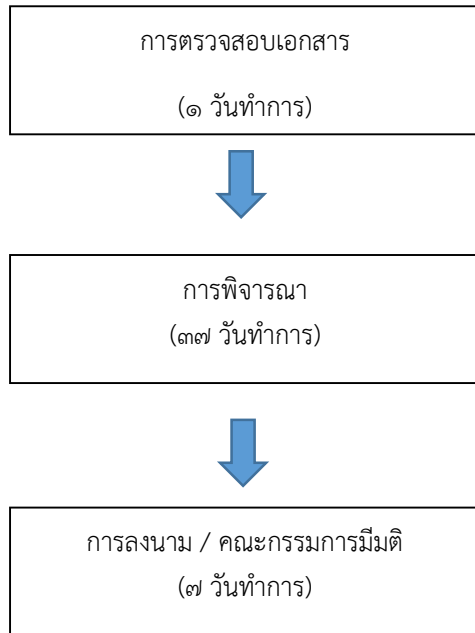 การตรวจสอบเอกสาร
(๑ วันทำการ)
การพิจารณา
(๓๗ วันทำการ)
การลงนาม / คณะกรรมการมีมติ
(๗ วันทำการ)